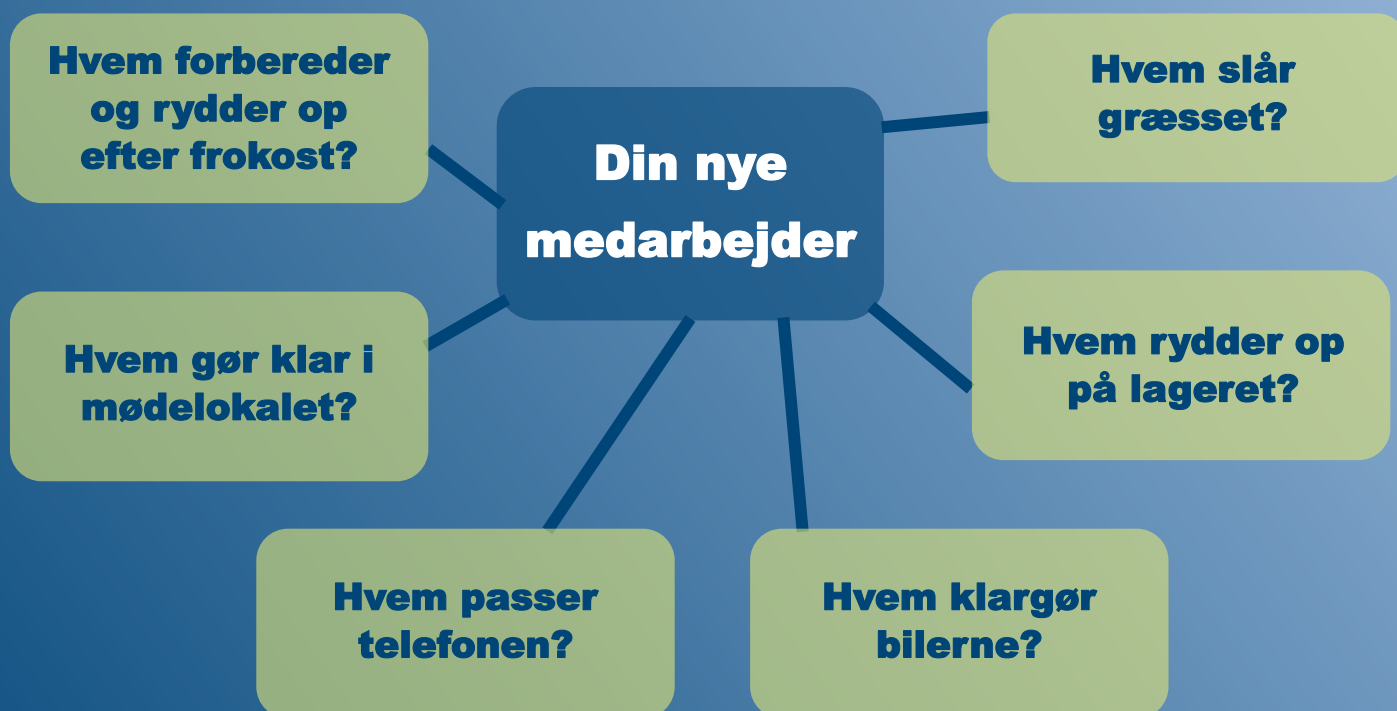 Hvem forbereder
og rydder op
efter frokost?
Din nye
medarbejder
Hvem slår
græsset?
Hvem gør klar i
mødelokalet?
Hvem rydder op
på lageret?
Hvem passer
telefonen?
Hvem klargør
bilerne?